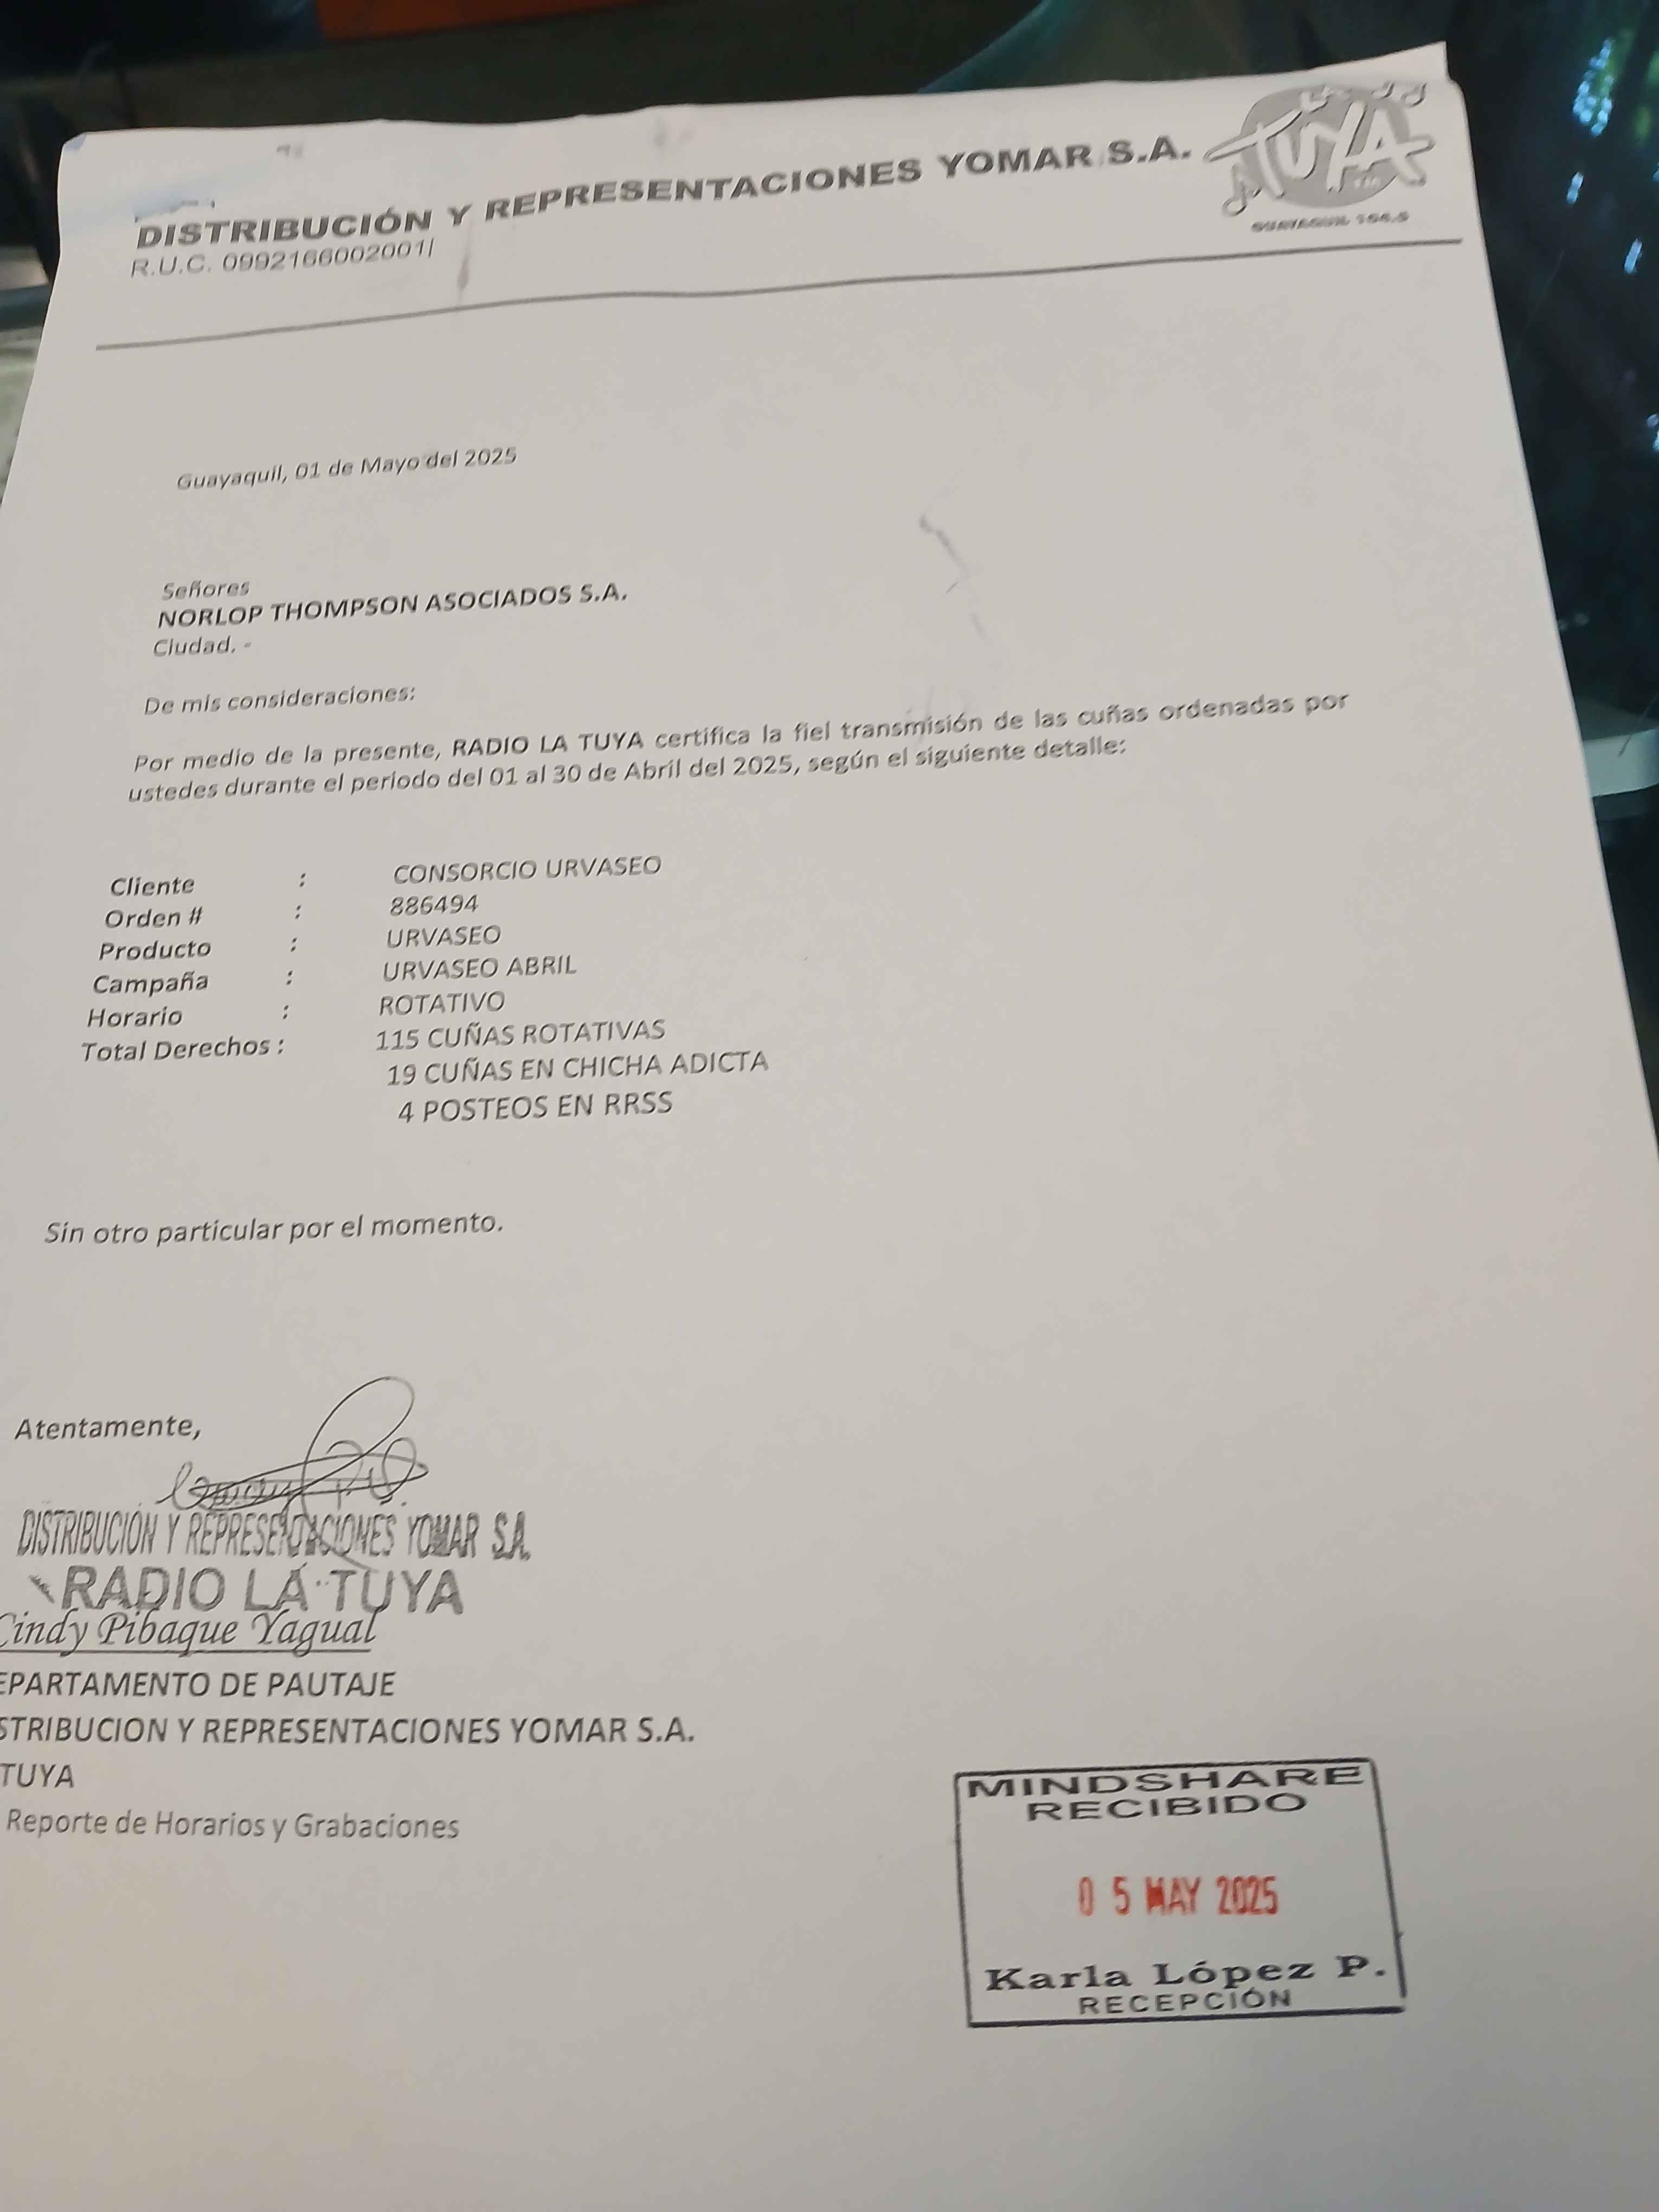 DISTRIBUCIÓN Y REPRESENTACIONES YOMAR S.A.
TUYA
R.U.C. 0992166002001|
Guayaquil, 01 de Mayo del 2025
Señores
NORLOP THOMPSON ASOCIADOS S.A.
Ciudad. -
De mis consideraciones:
Por medio de la presente, RADIO LA TUYA certifica la fiel transmisión de las cuñas ordenadas por
ustedes durante el periodo del 01 al 30 de Abril del 2025, según el siguiente detalle:
Cliente : CONSORCIO URVASEO
Orden # : 886494
Producto : URVASEO
Campaña : URVASEO ABRIL
Horario : ROTATIVO
Total Derechos : 115 CUÑAS ROTATIVAS
19 CUÑAS EN CHICHA ADICTA
4 POSTEOS EN RRSS
Sin otro particular por el momento.
Atentamente,
DISTRIBUCIÓN Y REPRESENTACIONES YOMAR S.A.
RADIO LA TUYA
Cindy Pibaque Yagual
EPARTAMENTO DE PAUTAJE
STRIBUCION Y REPRESENTACIONES YOMAR S.A.
TUYA
Reporte de Horarios y Grabaciones
MINDSHARE
RECIBIDO
05 MAY 2025
Karla López P.
RECEPCIÓN